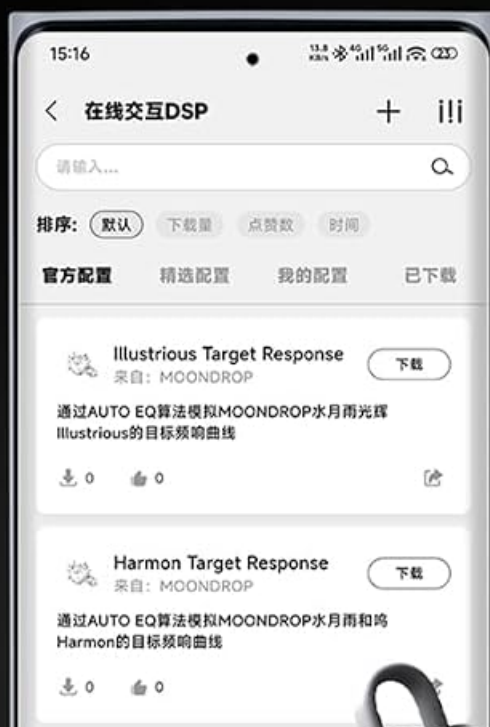 15:16
13.8 KB/s 4G 5G 23
在线交互DSP
请输入...
排序: 默认 下载量 点赞数 时间
官方配置 精选配置 我的配置 已下载
Illustrious Target Response
来自: MOONDROP
下载
通过AUTO EQ算法模拟MOONDROP水月雨光辉
Illustrious的目标频响曲线
0 0
Harmon Target Response
来自: MOONDROP
下载
通过AUTO EQ算法模拟MOONDROP水月雨和鸣
Harmon的目标频响曲线
0 0